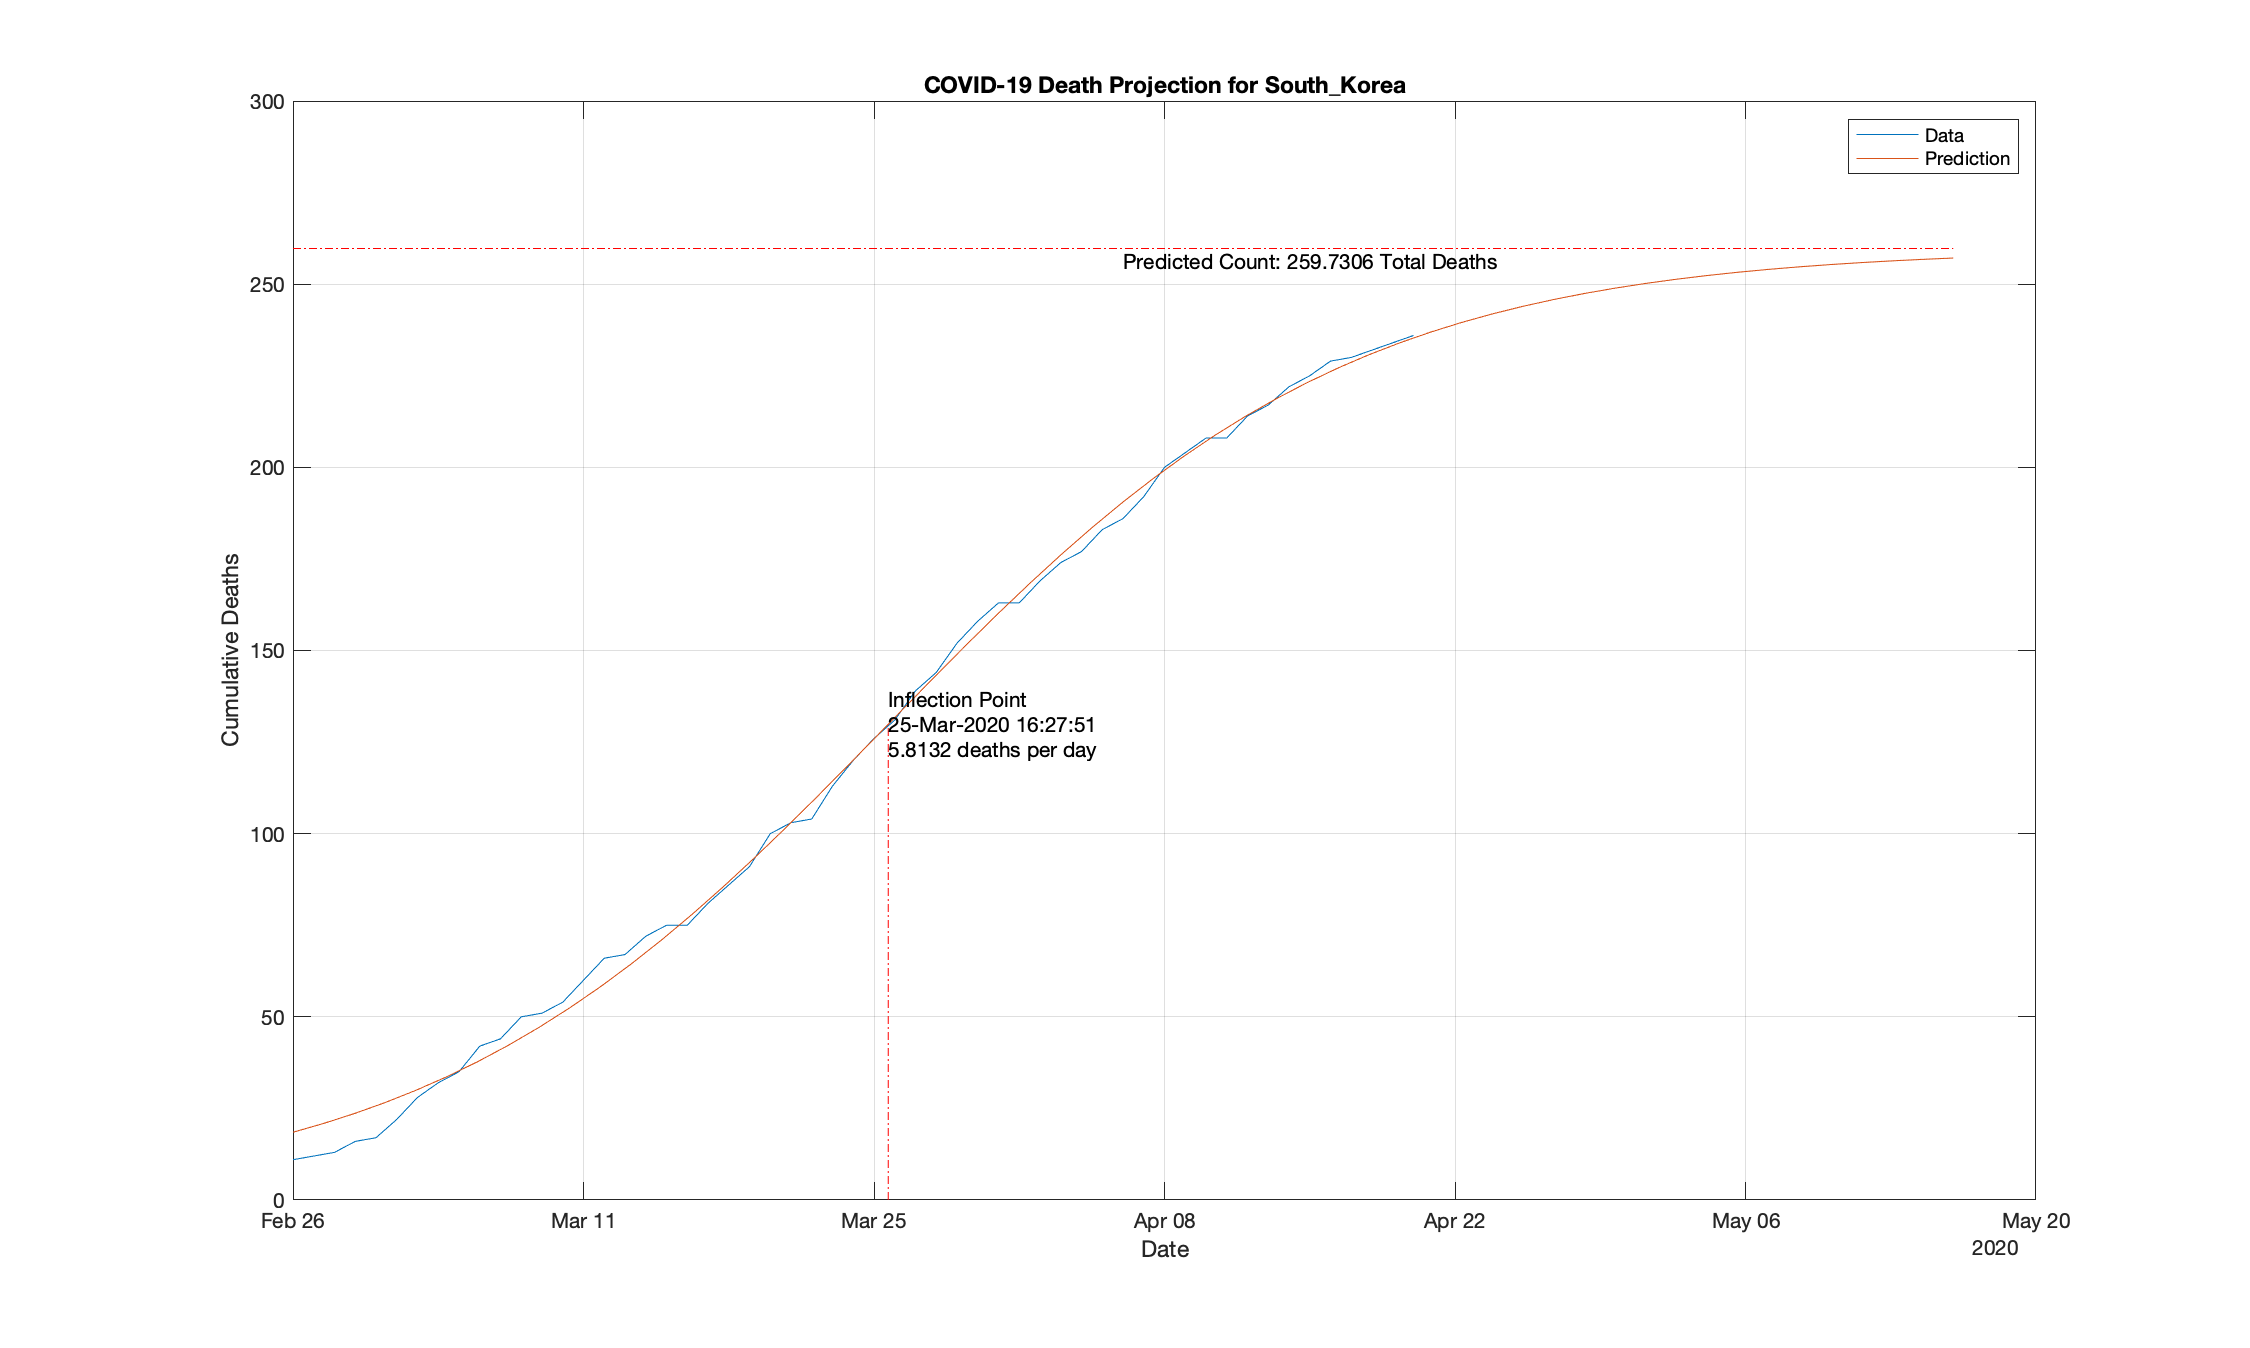 COVID-19 Death Projection for South_Korea
300
Data
Prediction
Predicted Count: 259.7306 Total Deaths
250
200
150
Inflection Point
25-Mar-2020 16:27:51
5.8132 deaths per day
Cumulative Deaths
100
50
0
Feb 26
Mar 11
Mar 25
Apr 08
Apr 22
May 06
May 20
Date
2020